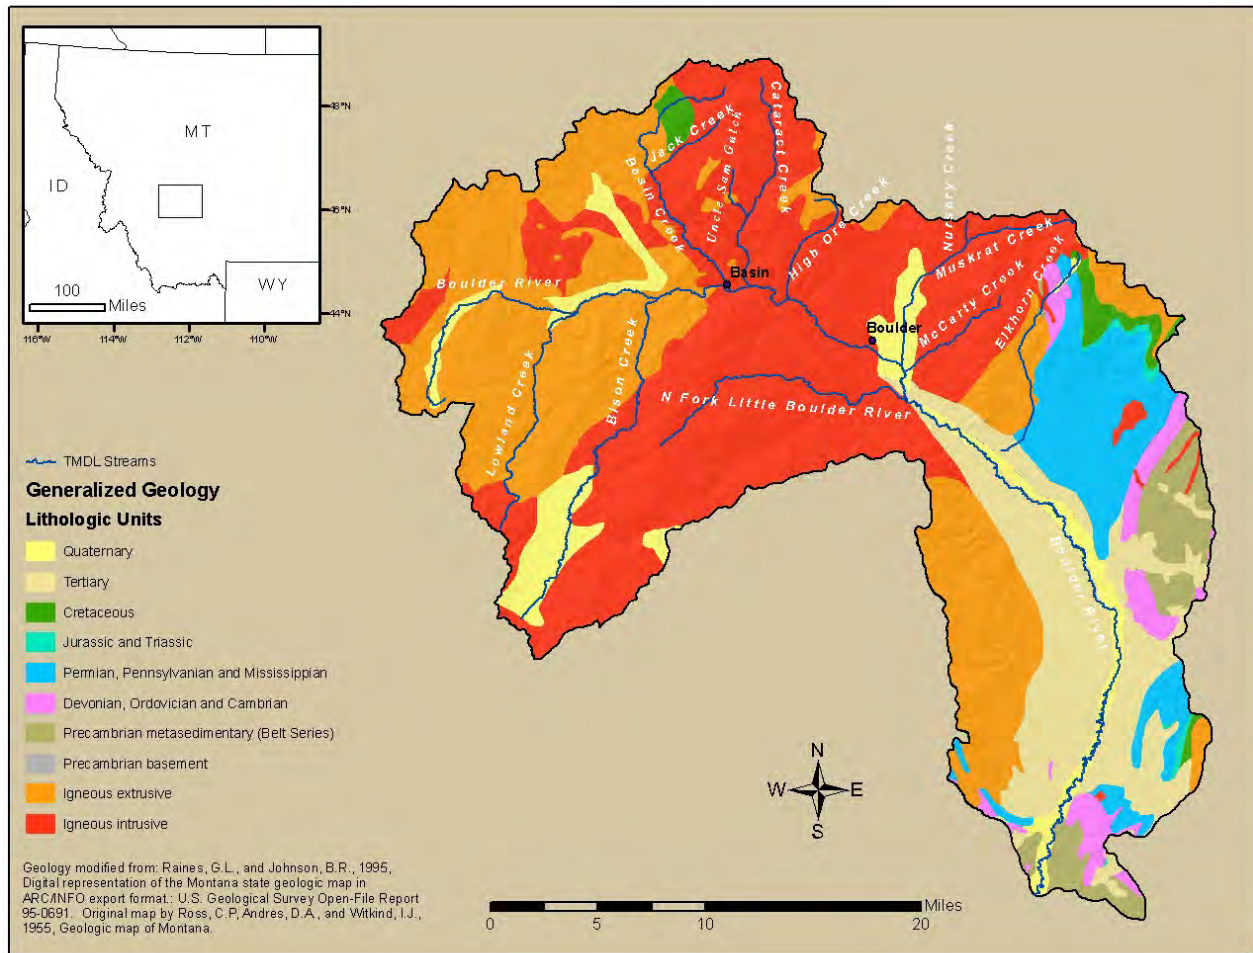 MT
ID
WY
100
Miles
48°N
46°N
44°N
116°W
114°W
112°W
110°W
Jack Creek
Basin Creek
Uncle Sam Gulch
Cataract Creek
High Ore Creek
Nursery Creek
Muskrat Creek
McCarty Creek
Elkhorn Creek
Boulder River
Basin
Boulder
Lowland Creek
Bison Creek
N Fork Little Boulder River
Boulder River
TMDL Streams
Generalized Geology
Lithologic Units
Quaternary
Tertiary
Cretaceous
Jurassic and Triassic
Permian, Pennsylvanian and Mississippian
Devonian, Ordovician and Cambrian
Precambrian metasedimentary (Belt Series)
Precambrian basement
Igneous extrusive
Igneous intrusive
N
W E
S
Geology modified from: Raines, G.L., and Johnson, B.R., 1995,
Digital representation of the Montana state geologic map in
ARC/INFO export format.: U.S. Geological Survey Open-File Report
95-0691. Original map by Ross, C.P, Andres, D.A., and Witkind, I.J.,
1955, Geologic map of Montana.
Miles
0 5 10 20